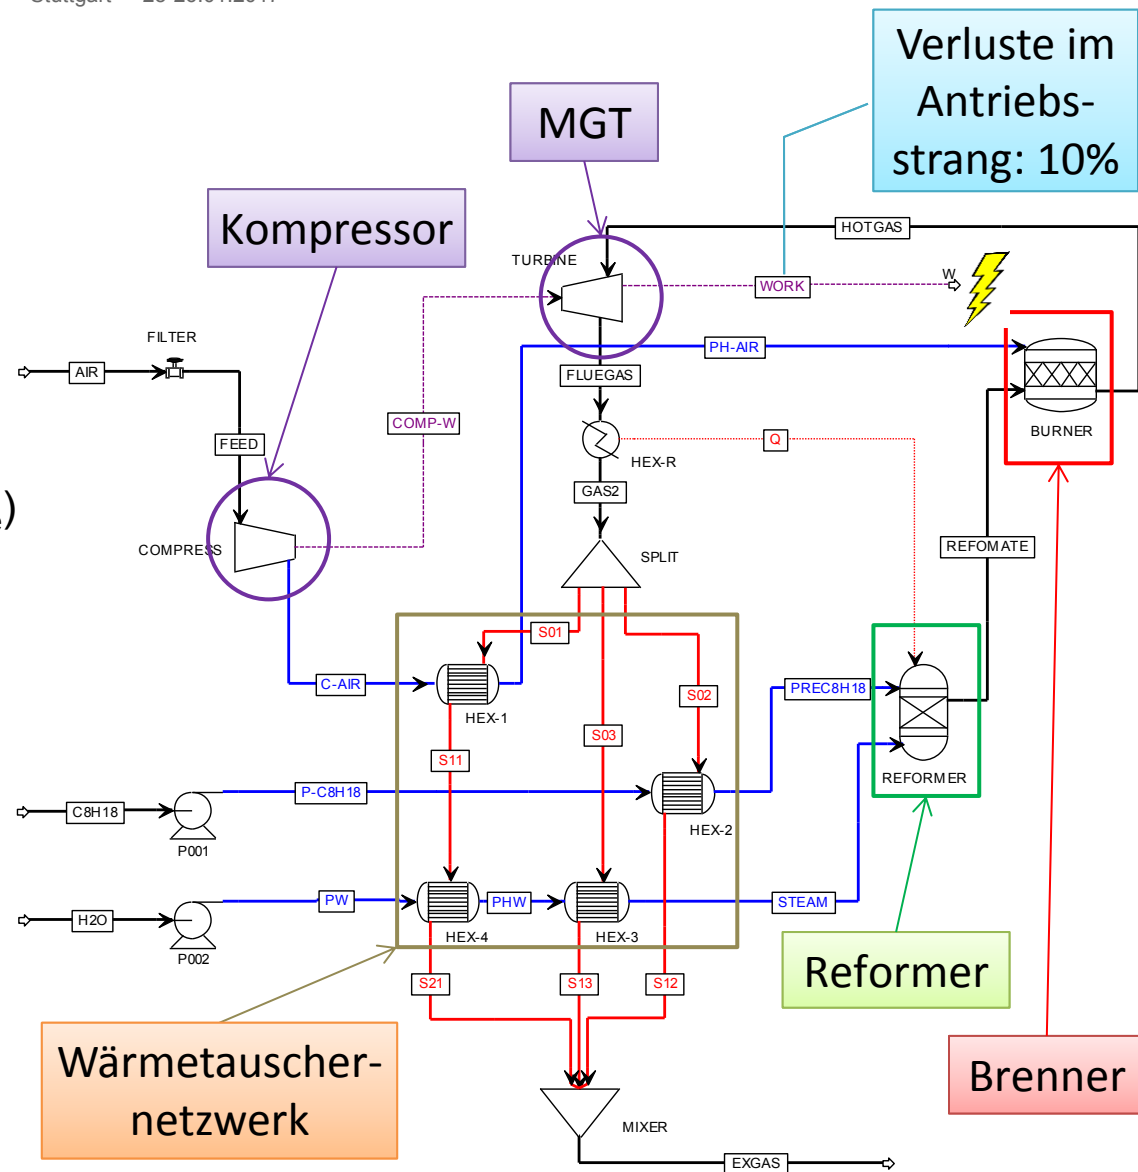 Verluste im
Antriebs-
strang: 10%
MGT
Kompressor
HOTGAS
TURBINE
WORK
W
FILTER
PH-AIR
AIR
FLUEGAS
COMP-W
BURNER
FEED
Q
HEX-R
GAS2
)
COMPRESS
SPLIT
REFOMATE
S01
C-AIR
S02
PREC8H18
HEX-1
S03
S11
REFORMER
P-C8H18
C8H18
HEX-2
P001
PW
PHW
STEAM
H2O
HEX-4
HEX-3
P002
Reformer
S21
S13
S12
Wärmetauscher-
netzwerk
Brenner
MIXER
EXGAS